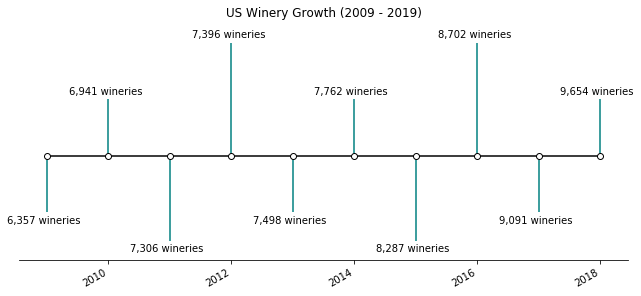 US Winery Growth (2009 - 2019)
7,396 wineries
8,702 wineries
6,941 wineries
7,762 wineries
9,654 wineries
6,357 wineries
7,498 wineries
9,091 wineries
7,306 wineries
8,287 wineries
2010
2012
2014
2016
2018